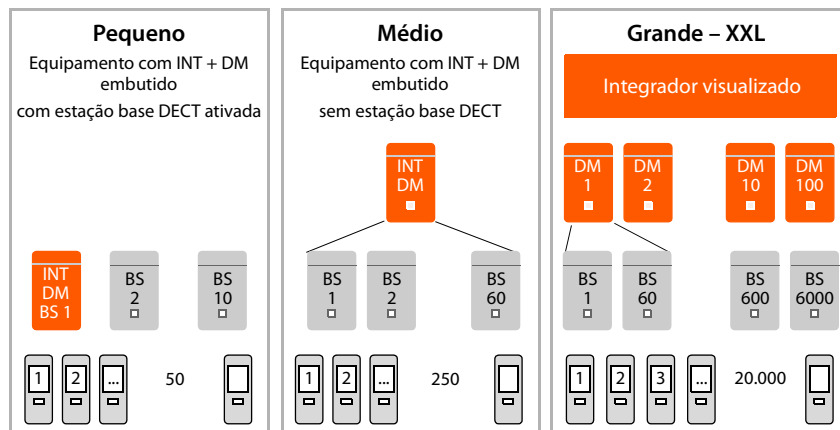 Pequeno
Equipamento com INT + DM
embutido
com estação base DECT ativada
INT
DM
BS 1
BS
2
BS
10
1
2
...
50
Médio
Equipamento com INT + DM
embutido
sem estação base DECT
INT
DM
BS
1
BS
2
BS
60
1
2
...
250
Grande – XXL
Integrador visualizado
DM
1
DM
2
DM
10
DM
100
BS
1
BS
60
BS
600
BS
6000
1
2
3
...
20.000